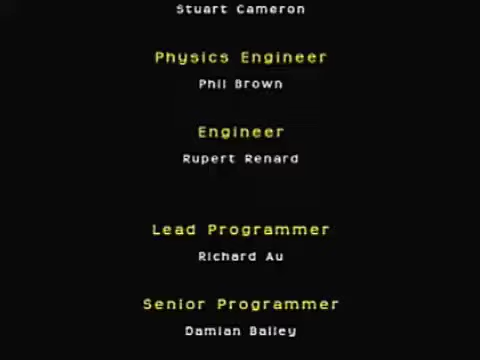 Stuart Cameron
Physics Engineer
Phil Brown
Engineer
Rupert Renard
Lead Programmer
Richard Au
Senior Programmer
Damian Bailey